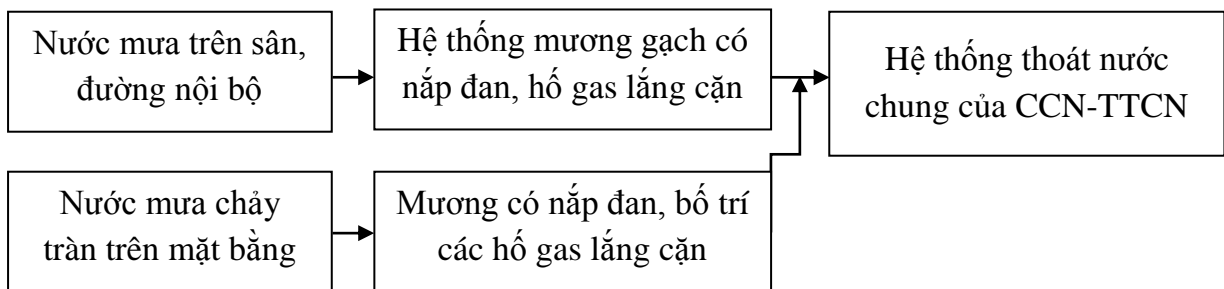 Nước mưa trên sân,
đường nội bộ
Hệ thống mương gạch có
nắp đan, hố gas lắng cặn
Hệ thống thoát nước
chung của CCN-TTCN
Nước mưa chảy
tràn trên mặt bằng
Mương có nắp đan, bố trí
các hố gas lắng cặn